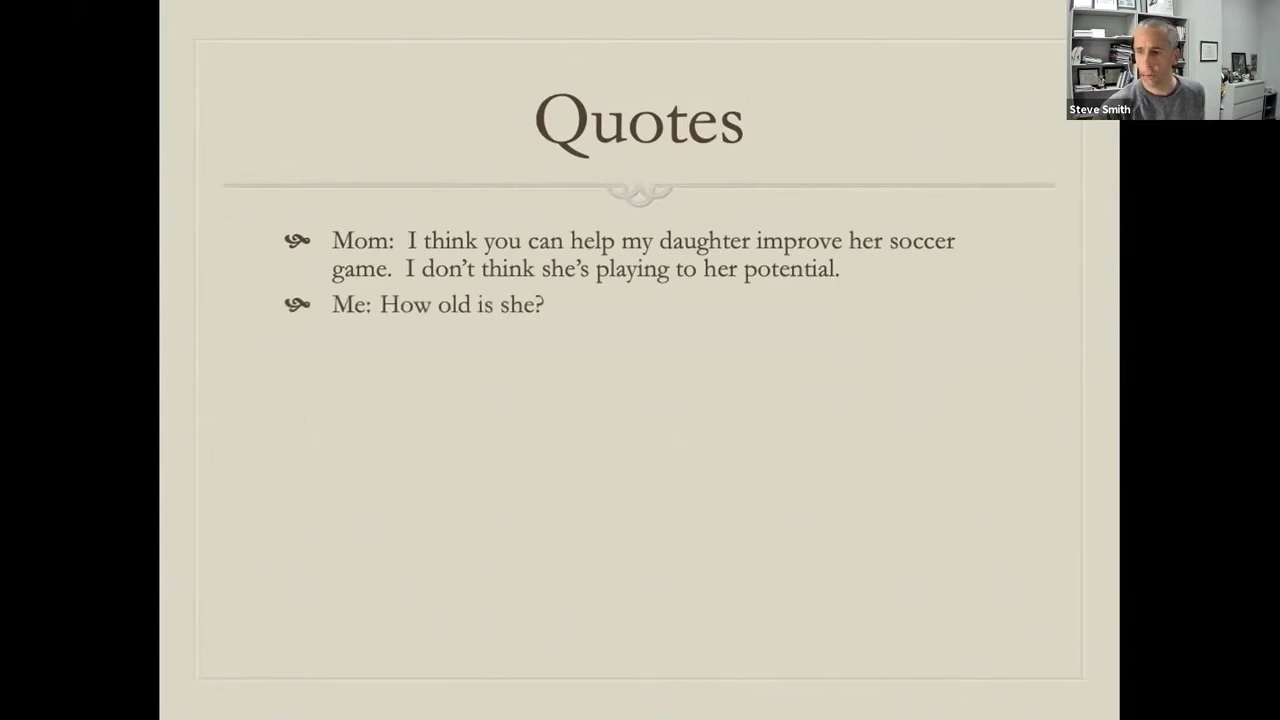 Quotes
Steve Smith
Mom:  I think you can help my daughter improve her soccer
game.  I don't think she's playing to her potential.
Me: How old is she?